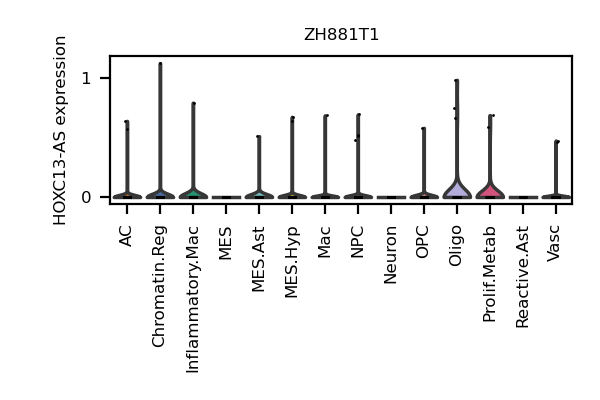 ZH881T1
HOXC13-AS expression
1
0
AC
Chromatin.Reg
Inflammatory.Mac
MES
MES.Ast
MES.Hyp
Mac
NPC
Neuron
OPC
Oligo
Prolif.Metab
Reactive.Ast
Vasc